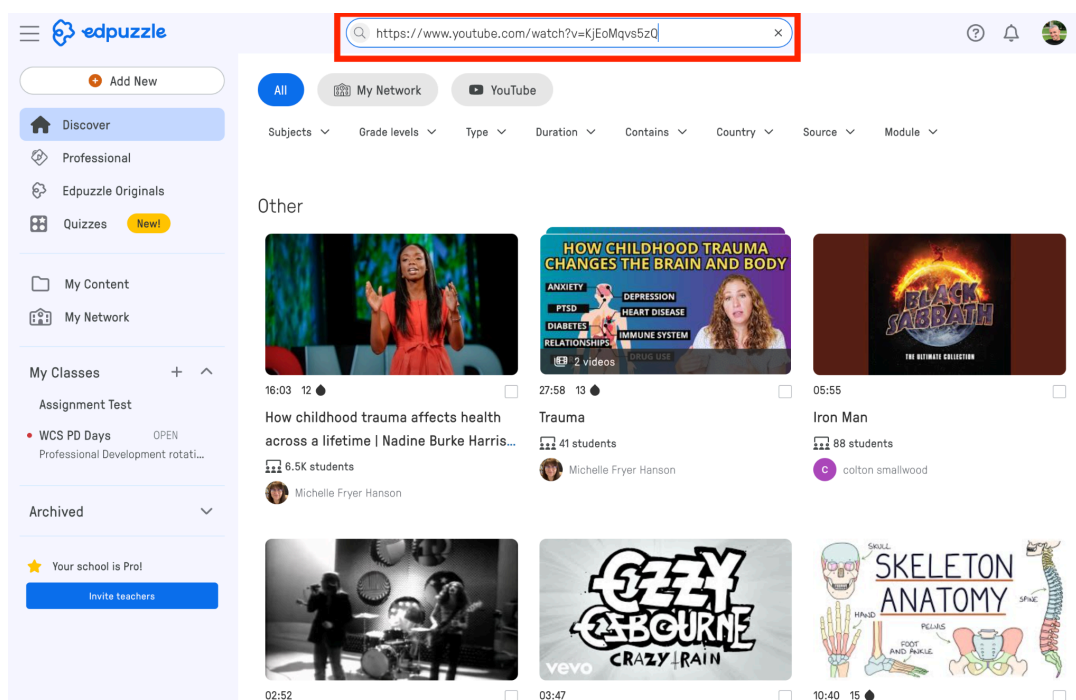 edpuzzle
https://www.youtube.com/watch?v=KjEoMqvs5zQ
Add New
Discover
Professional
Edpuzzle Originals
Quizzes New!
My Content
My Network
My Classes
Assignment Test
WCS PD Days OPEN
Professional Development rotati...
Archived
Your school is Pro!
Invite teachers
All My Network YouTube
Subjects Grade levels Type Duration Contains Country Source Module
Other
HOW CHILDHOOD TRAUMA
CHANGES THE BRAIN AND BODY
ANXIETY
DEPRESSION
PTSD
HEART DISEASE
DIABETES
IMMUNE SYSTEM
RELATIONSHIPS
DRUG USE
2 videos
BLACK
SABBATH
THE ULTIMATE COLLECTION
16:03 12
How childhood trauma affects health
across a lifetime | Nadine Burke Harris...
6.5K students
Michelle Fryer Hanson
27:58 13
Trauma
41 students
Michelle Fryer Hanson
05:55
Iron Man
88 students
C colton smallwood
OZZY
OSBOURNE
CRAZY TRAIN
vevo
SKULL
SKELETON
ANATOMY
SPINE
HAND
PELVIS
FOOT
AND ANKLE
02:52
03:47
10:40 15